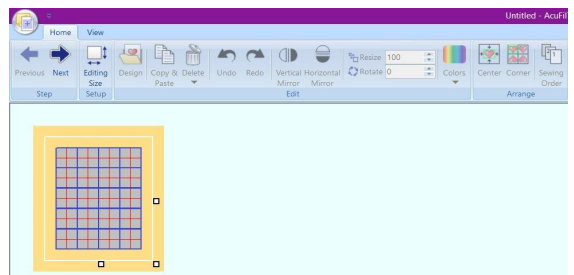 Untitled - AcuFil
Home View
Previous Next Editing Size Design Copy & Paste Delete Undo Redo Vertical Mirror Horizontal Mirror Resize 100 Rotate 0 Colors Center Corner Sewing Order
Step Setup Edit Arrange